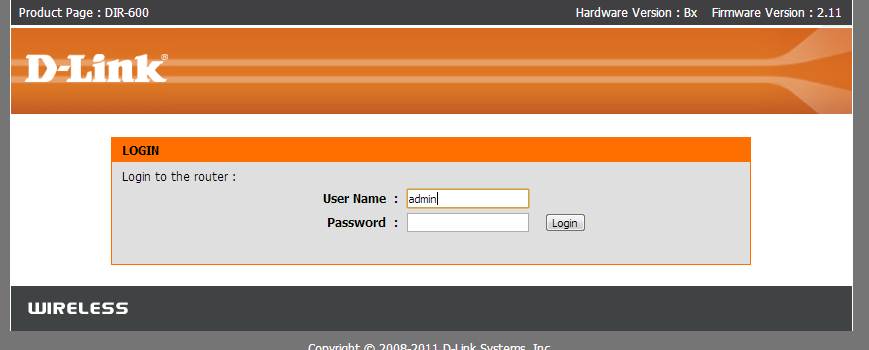 Product Page : DIR-600 Hardware Version : Bx Firmware Version : 2.11
D-Link®
LOGIN
Login to the router :
User Name : admin
Password : Login
WIRELESS
Copyright © 2008-2011 D-Link Systems, Inc.